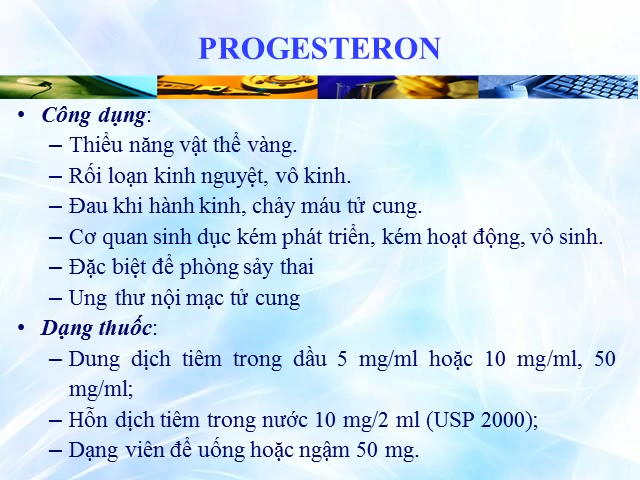 PROGESTERON
• Công dụng:
– Thiểu năng vật thể vàng.
– Rối loạn kinh nguyệt, vô kinh.
– Đau khi hành kinh, chảy máu tử cung.
– Cơ quan sinh dục kém phát triển, kém hoạt động, vô sinh.
– Đặc biệt để phòng sảy thai
– Ung thư nội mạc tử cung
• Dạng thuốc:
– Dung dịch tiêm trong dầu 5 mg/ml hoặc 10 mg/ml, 50
mg/ml;
– Hỗn dịch tiêm trong nước 10 mg/2 ml (USP 2000);
– Dạng viên để uống hoặc ngậm 50 mg.